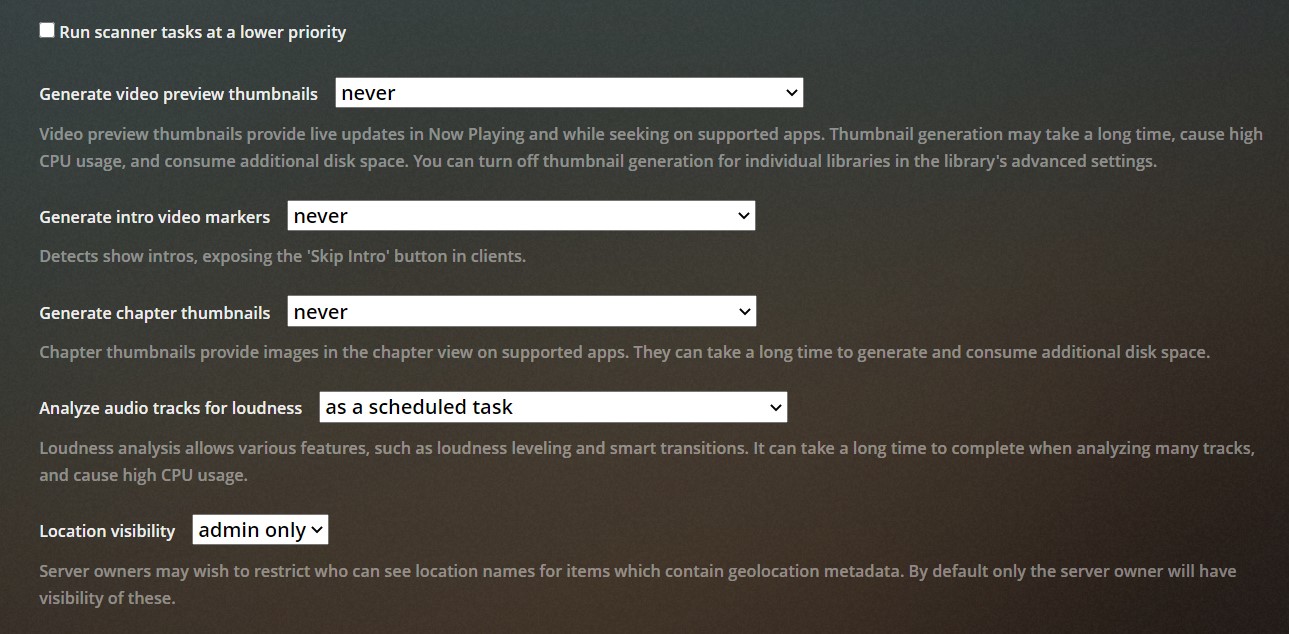 Run scanner tasks at a lower priority
Generate video preview thumbnails never
Video preview thumbnails provide live updates in Now Playing and while seeking on supported apps. Thumbnail generation may take a long time, cause high
CPU usage, and consume additional disk space. You can turn off thumbnail generation for individual libraries in the library's advanced settings.
Generate intro video markers never
Detects show intros, exposing the 'Skip Intro' button in clients.
Generate chapter thumbnails never
Chapter thumbnails provide images in the chapter view on supported apps. They can take a long time to generate and consume additional disk space.
Analyze audio tracks for loudness as a scheduled task
Loudness analysis allows various features, such as loudness leveling and smart transitions. It can take a long time to complete when analyzing many tracks,
and cause high CPU usage.
Location visibility admin only
Server owners may wish to restrict who can see location names for items which contain geolocation metadata. By default only the server owner will have
visibility of these.